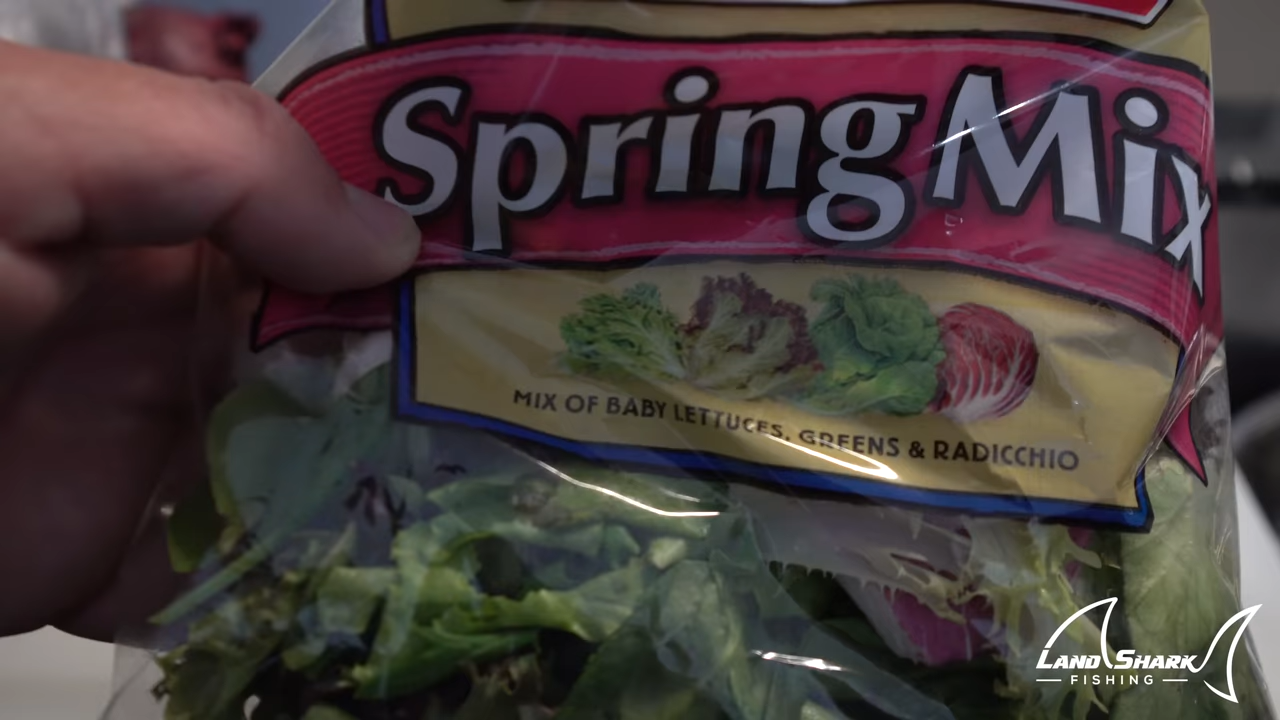 Spring Mix
MIX OF BABY LETTUCES, GREENS & RADICCHIO
LAND SHARK
FISHING